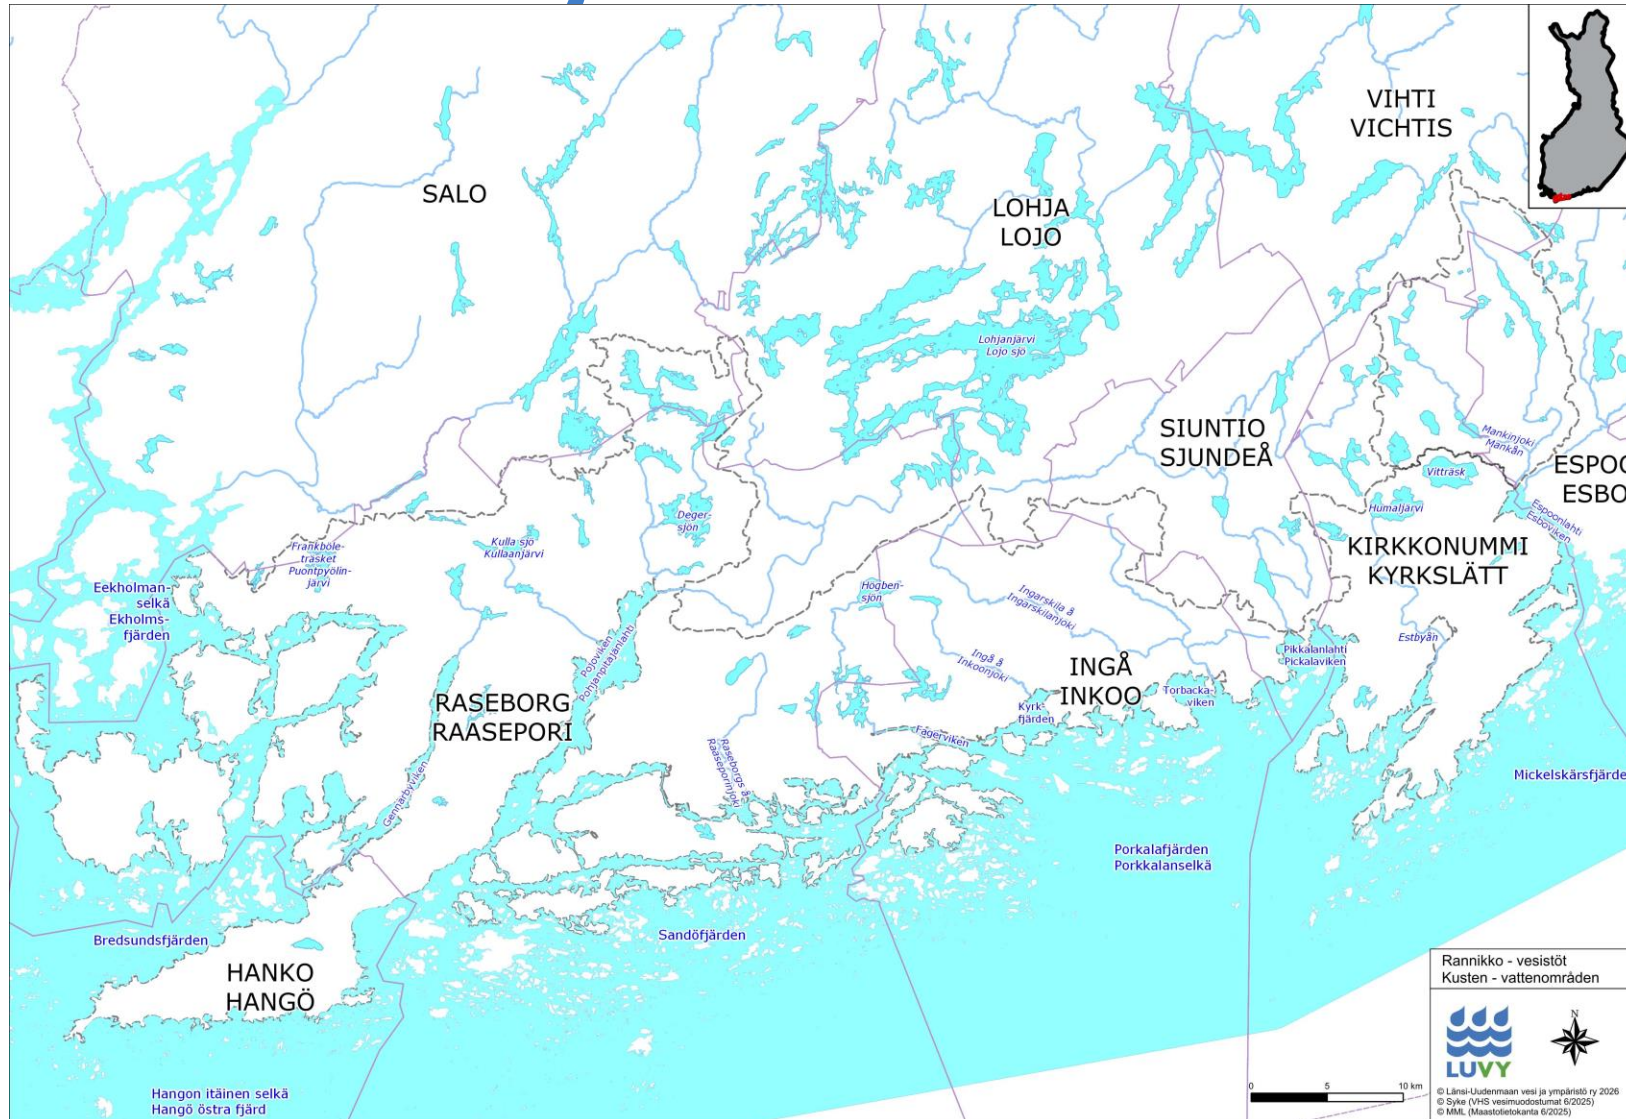 VIHTI
VICHTIS
SALO
LOHJA
LOJO
Lohjanjärvi
Lojo sjö
SIUNTIO
SJUNDEÅ
Mankinjoki
Mankån
ESPOO
ESBO
Vitträsk
Humaljärvi
Espoonlahti
Esboviken
KIRKKONUMMI
KYRKSLÄTT
Degersjön
Kulla sjö
Kullaanjärvi
Frankböle-
träsket
Puontpyölin-
järvi
Eekholman-
selkä
Ekholms-
fjärden
Högben-
sjön
Ingarskila å
Ingarskilanjoki
Estbyån
Pojoviken
Pohjanpitäjänlahti
Ingå å
Inkoonjoki
INGÅ
INKOO
Pikkalanlahti
Pickalaviken
Torbacka-
viken
Kyrk-
fjärden
RASEBORG
RAASEPORI
Fagerviken
Raseborgs å
Raaseporinjoki
Gennarbyviken
Mickelskärsfjärde
Porkalafjärden
Porkkalanselkä
Bredsundsfjärden
Sandöfjärden
HANKO
HANGÖ
Hangon itäinen selkä
Hangö östra fjärd
Rannikko - vesistöt
Kusten - vattenområden
N
LUVY
0 5 10 km
© Länsi-Uudenmaan vesi ja ympäristö ry 2026
© Syke (VHS vesimuodostumat 6/2025)
© MML (Maastotietokanta 6/2025)